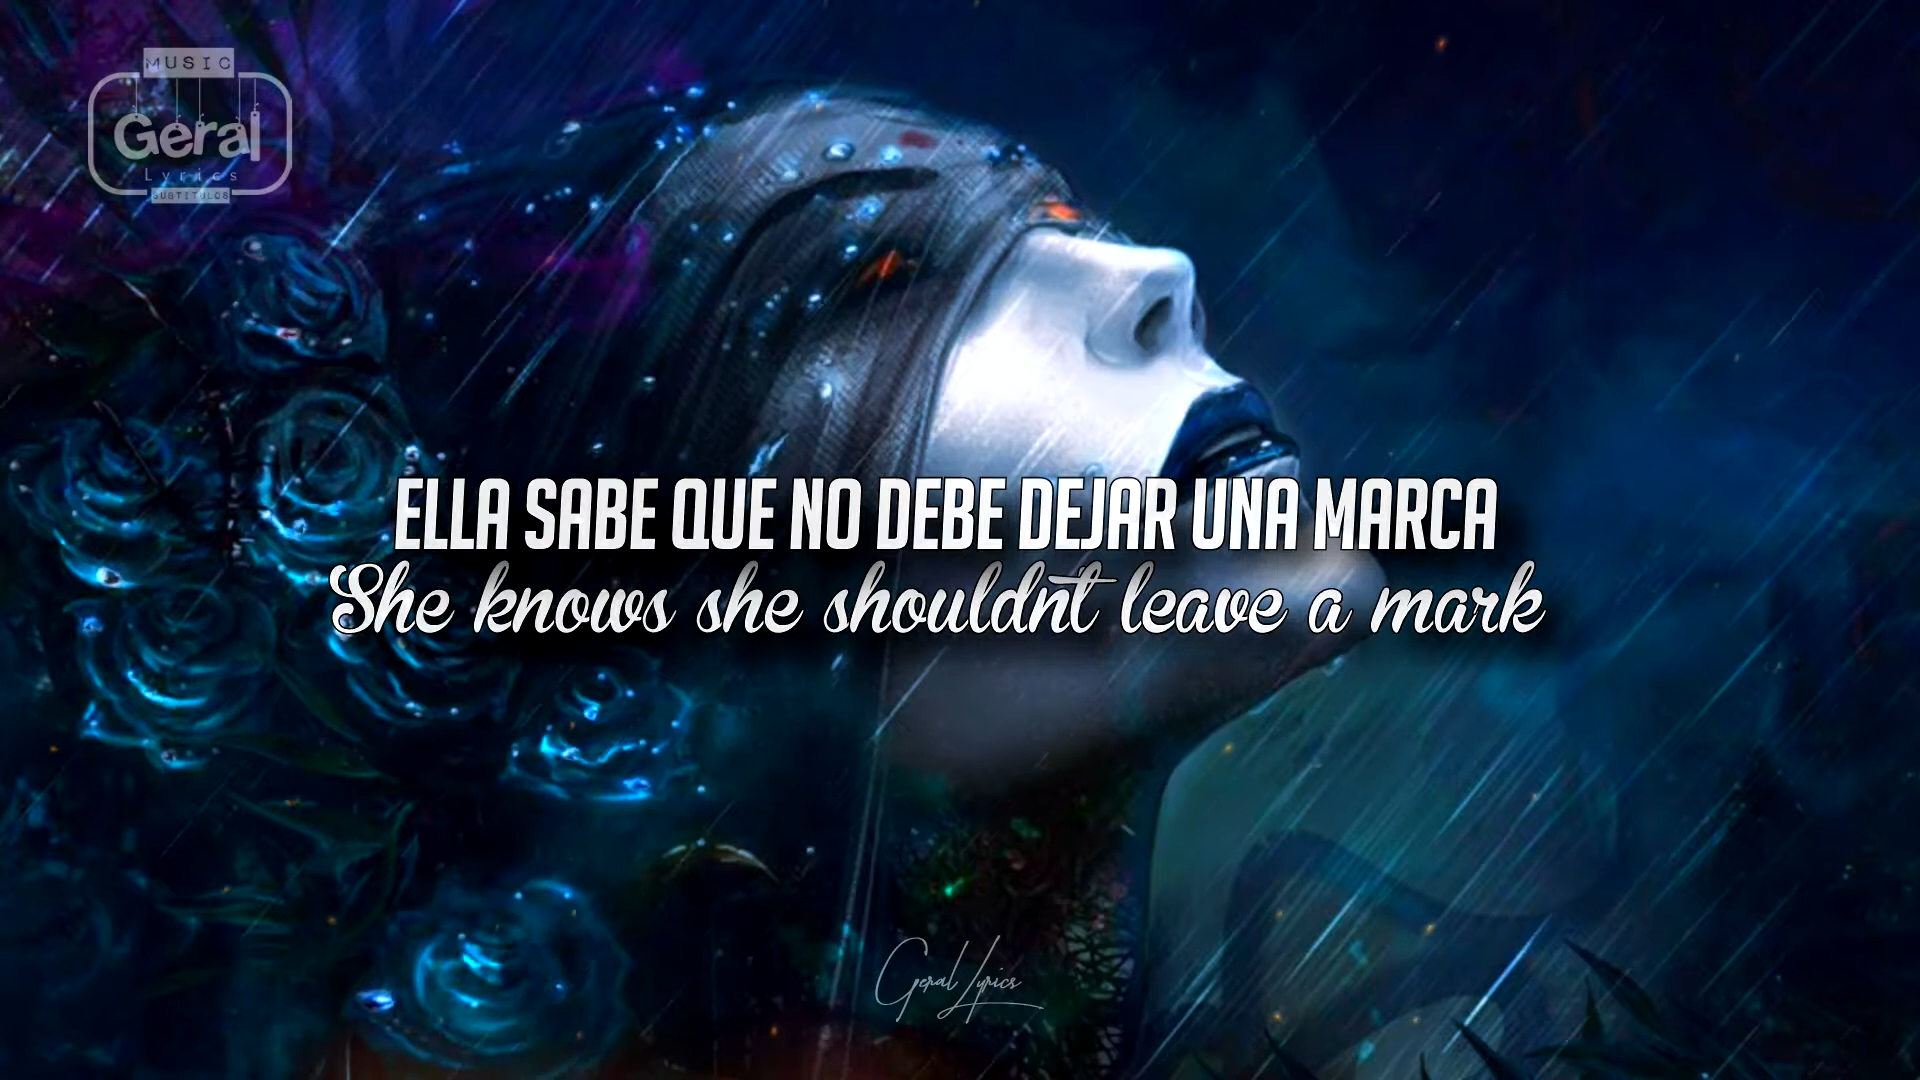 MUSIC
Geral
Lyrics
SUBTITULOS
ELLA SABE QUE NO DEBE DEJAR UNA MARCA
She knows she shouldn't leave a mark
Geral Lyrics